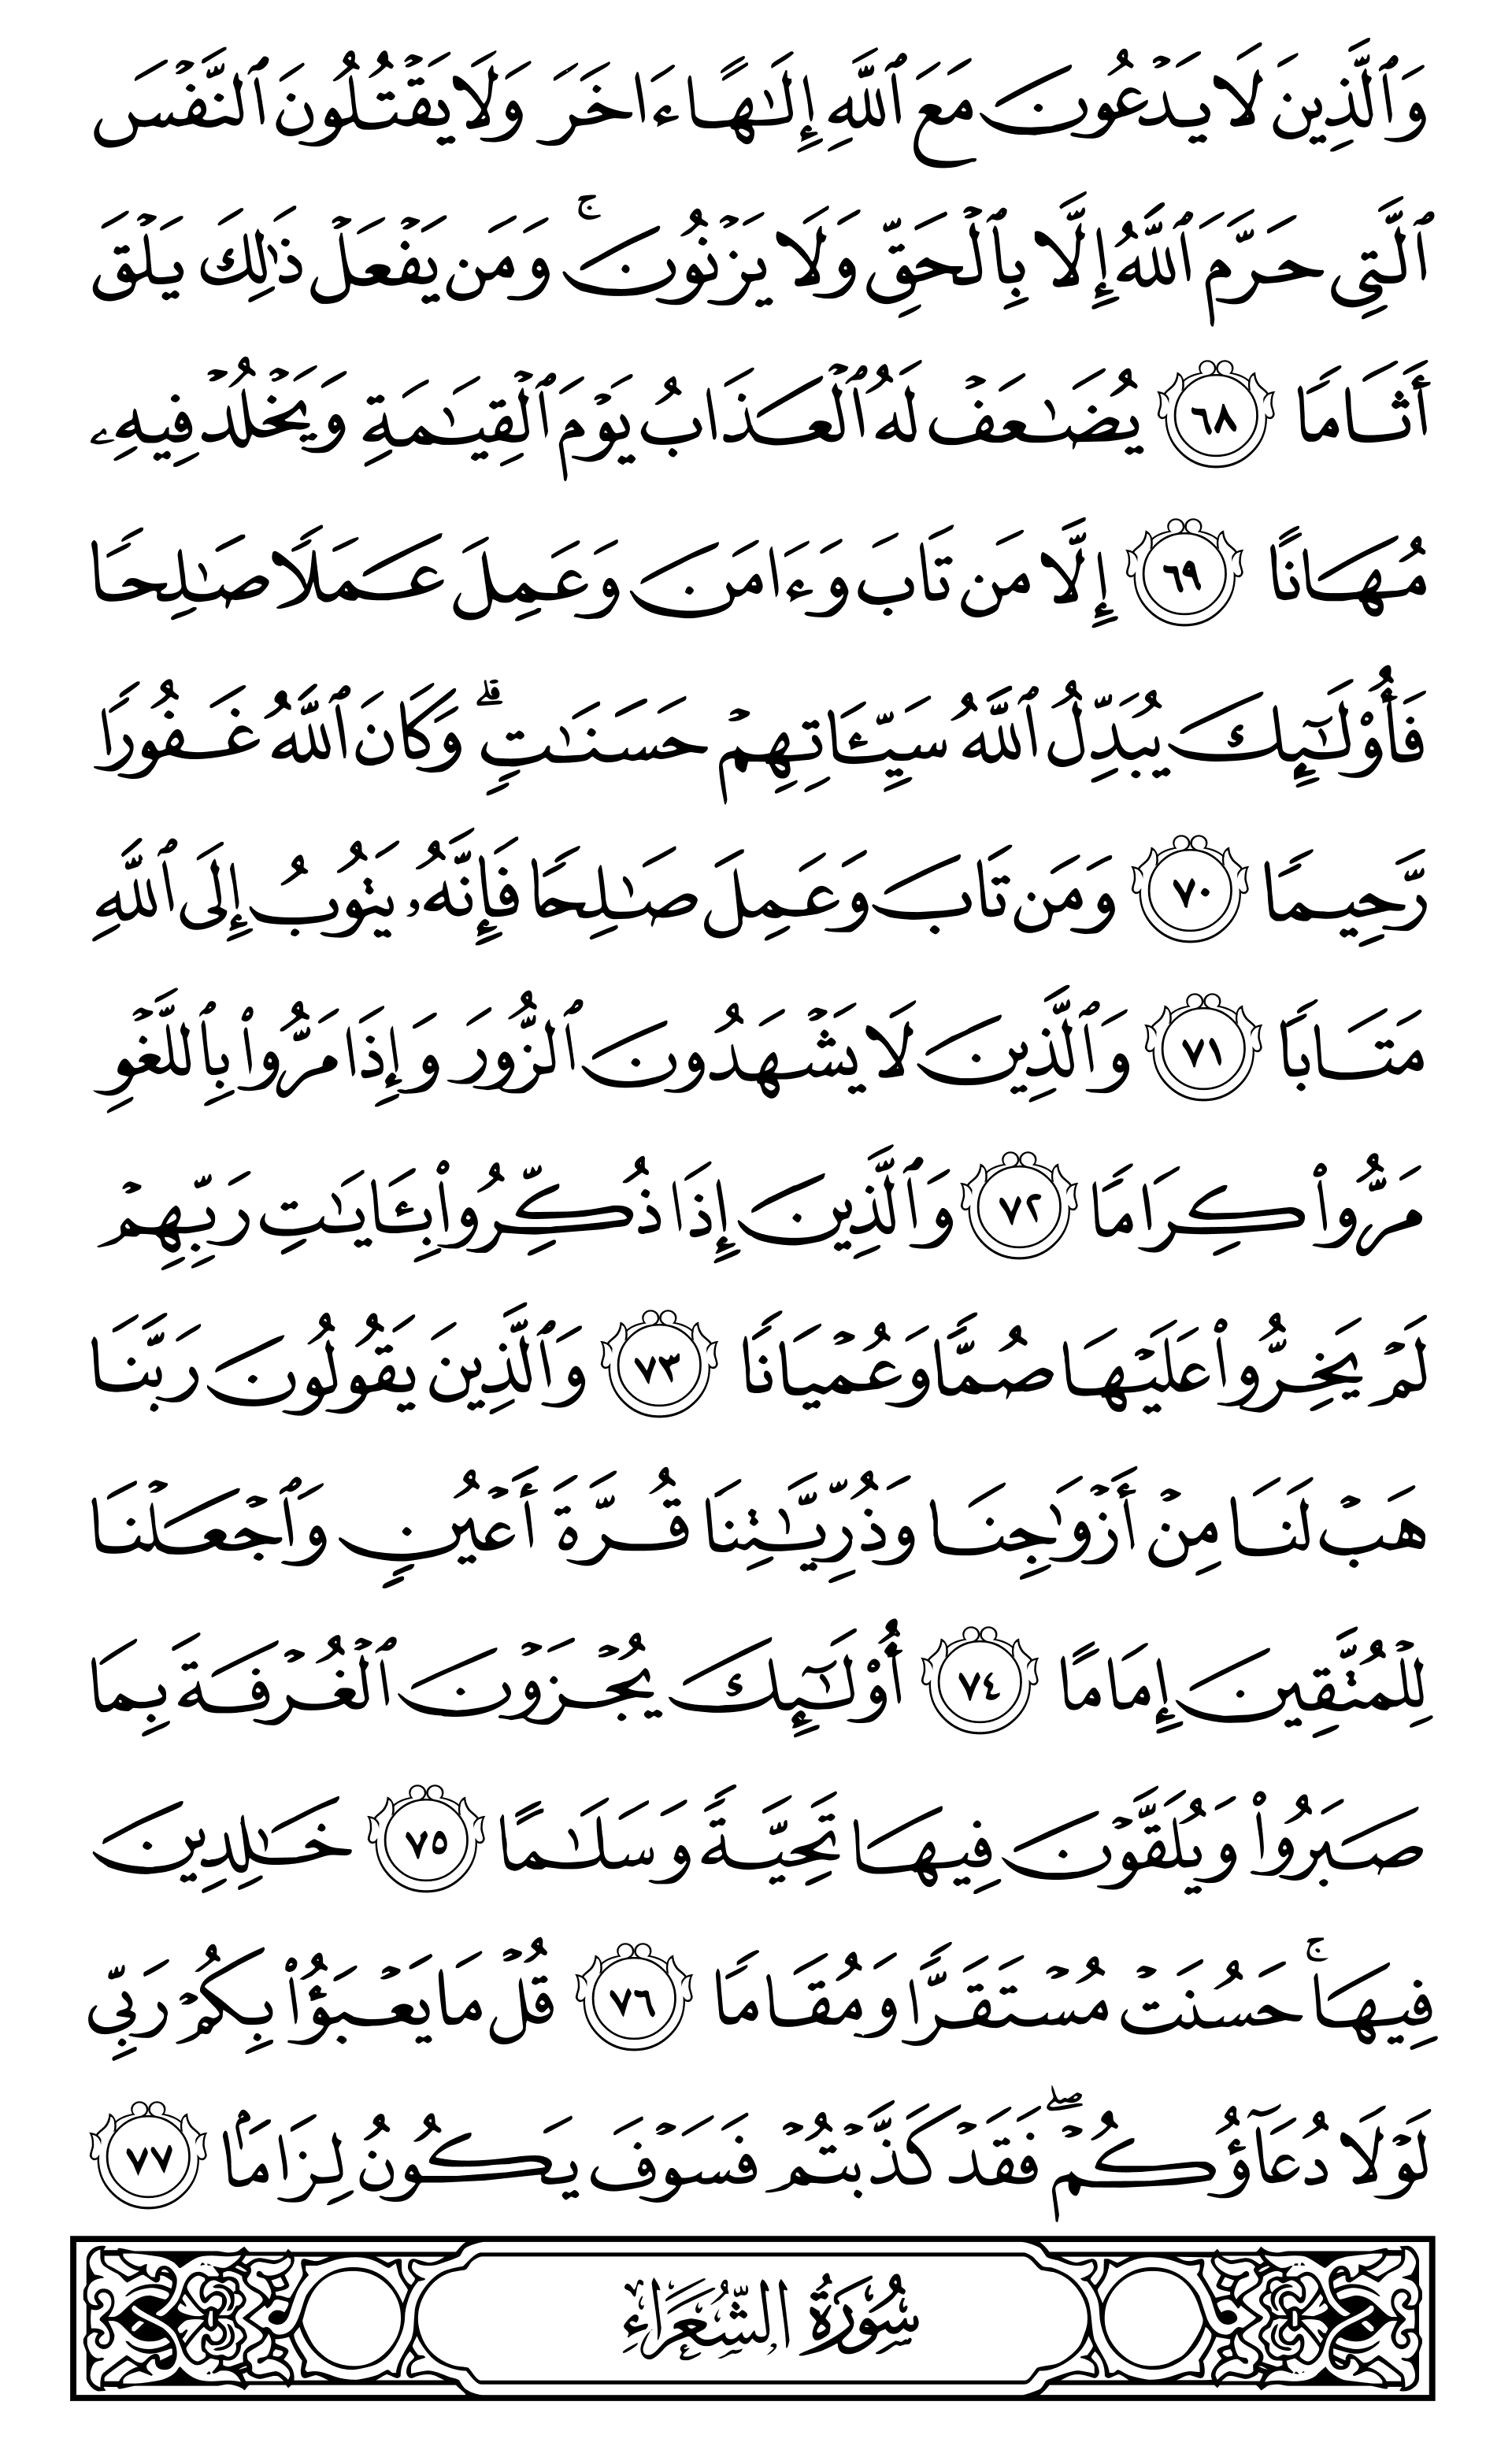 وَٱلَّذِينَ لَا يَدۡعُونَ مَعَ ٱللَّهِ إِلَٰهًا ءَاخَرَ وَلَا يَقۡتُلُونَ ٱلنَّفۡسَ
ٱلَّتِي حَرَّمَ ٱللَّهُ إِلَّا بِٱلۡحَقِّ وَلَا يَزۡنُونَۚ وَمَن يَفۡعَلۡ ذَٰلِكَ يَلۡقَ
أَثَامٗا ٦٨ يُضَٰعَفۡ لَهُ ٱلۡعَذَابُ يَوۡمَ ٱلۡقِيَٰمَةِ وَيَخۡلُدۡ فِيهِۦ
مُهَانًا ٦٩ إِلَّا مَن تَابَ وَءَامَنَ وَعَمِلَ عَمَلٗا صَٰلِحٗا
فَأُوْلَٰٓئِكَ يُبَدِّلُ ٱللَّهُ سَيِّـَٔاتِهِمۡ حَسَنَٰتٖۗ وَكَانَ ٱللَّهُ غَفُورٗا
رَّحِيمٗا ٧٠ وَمَن تَابَ وَعَمِلَ صَٰلِحٗا فَإِنَّهُۥ يَتُوبُ إِلَى ٱللَّهِ
مَتَابٗا ٧١ وَٱلَّذِينَ لَا يَشۡهَدُونَ ٱلزُّورَ وَإِذَا مَرُّواْ بِٱللَّغۡوِ
مَرُّواْ كِرَامٗا ٧٢ وَٱلَّذِينَ إِذَا ذُكِّرُواْ بِـَٔايَٰتِ رَبِّهِمۡ
لَمۡ يَخِرُّواْ عَلَيۡهَا صُمّٗا وَعُمۡيَانٗا ٧٣ وَٱلَّذِينَ يَقُولُونَ رَبَّنَا
هَبۡ لَنَا مِنۡ أَزۡوَٰجِنَا وَذُرِّيَّٰتِنَا قُرَّةَ أَعۡيُنٖ وَٱجۡعَلۡنَا
لِلۡمُتَّقِينَ إِمَامًا ٧٤ أُوْلَٰٓئِكَ يُجۡزَوۡنَ ٱلۡغُرۡفَةَ بِمَا
صَبَرُواْ وَيُلَقَّوۡنَ فِيهَا تَحِيَّةٗ وَسَلَٰمًا ٧٥ خَٰلِدِينَ
فِيهَاۚ حَسُنَتۡ مُسۡتَقَرّٗا وَمُقَامٗا ٧٦ قُلۡ مَا يَعۡبَؤُاْ بِكُمۡ رَبِّي
لَوۡلَا دُعَآؤُكُمۡۖ فَقَدۡ كَذَّبۡتُمۡ فَسَوۡفَ يَكُونُ لِزَامَۢا ٧٧
سُورَةُ الشُّعَرَاءِ